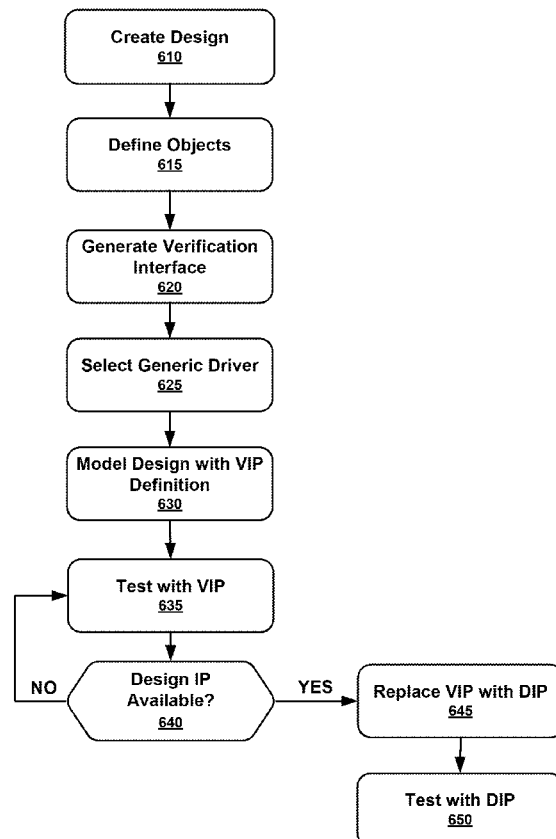 Create Design
610
Define Objects
615
Generate Verification
Interface
620
Select Generic Driver
625
Model Design with VIP
Definition
630
Test with VIP
635
Design IP
Available?
640
NO
YES
Replace VIP with DIP
645
Test with DIP
650